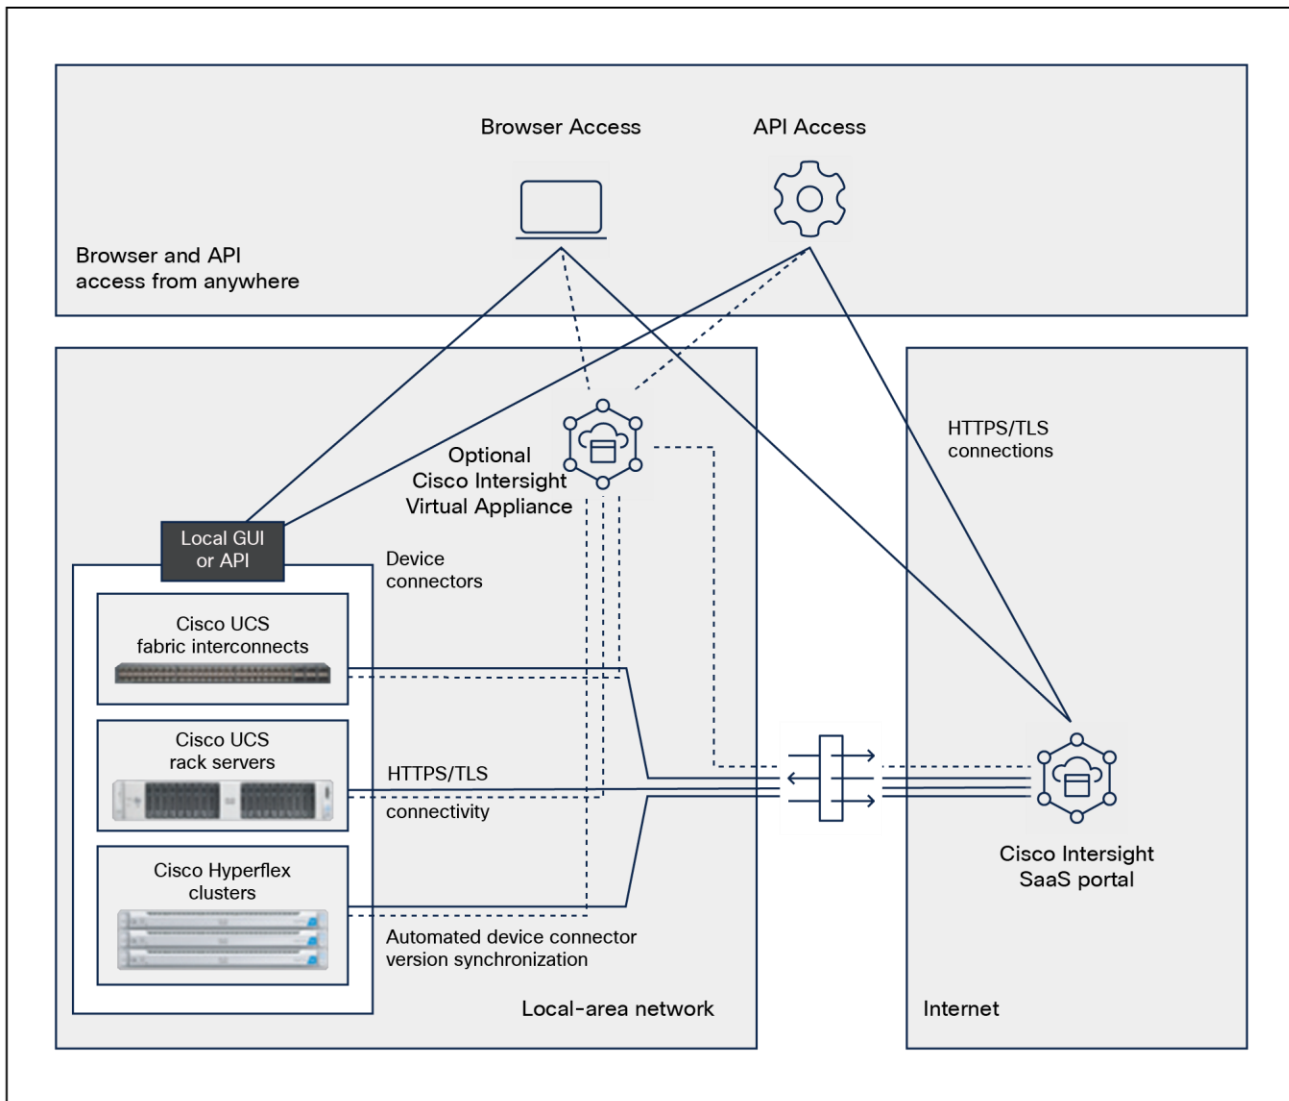 Browser Access
API Access
Browser and API
access from anywhere
HTTPS/TLS
connections
Optional
Cisco Intersight
Virtual Appliance
Local GUI
or API
Device
connectors
Cisco UCS
fabric interconnects
Cisco UCS
rack servers
HTTPS/TLS
connectivity
Cisco Hyperflex
clusters
Cisco Intersight
SaaS portal
Automated device connector
version synchronization
Local-area network
Internet